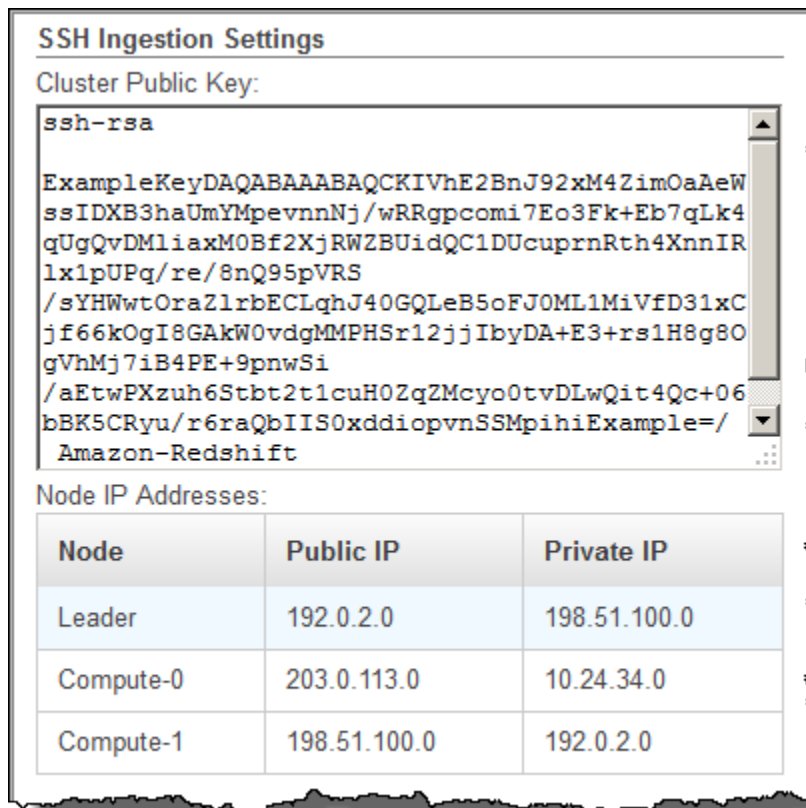 SSH Ingestion Settings
Cluster Public Key:
ssh-rsa
ExampleKeyDAQABAAABAQCKIVhE2BnJ92xM4ZimOaAeW
ssIDXB3haUmYMpevnnNj/wRRgpcomi7Eo3Fk+Eb7qLk4
qUgQvDMliaxM0Bf2XjRWZBUidQC1DUcuprnRth4XnnIR
lx1pUPq/re/8nQ95pVRS
/sYHWwtOraZlrbECLqhJ40GQLeB5oFJ0ML1MiVfD31xC
jf66kOgI8GAkW0vdgMMPHSr12jjIbyDA+E3+rs1H8g8O
gVhMj7iB4PE+9pnwSi
/aEtwPXzuh6Stbt2t1cuH0ZqZMcyo0tvDLwQit4Qc+06
bBK5CRyu/r6raQbIIS0xddiopvnSSMpihiExample=/
Amazon-Redshift
Node IP Addresses:
Node Public IP Private IP
Leader 192.0.2.0 198.51.100.0
Compute-0 203.0.113.0 10.24.34.0
Compute-1 198.51.100.0 192.0.2.0